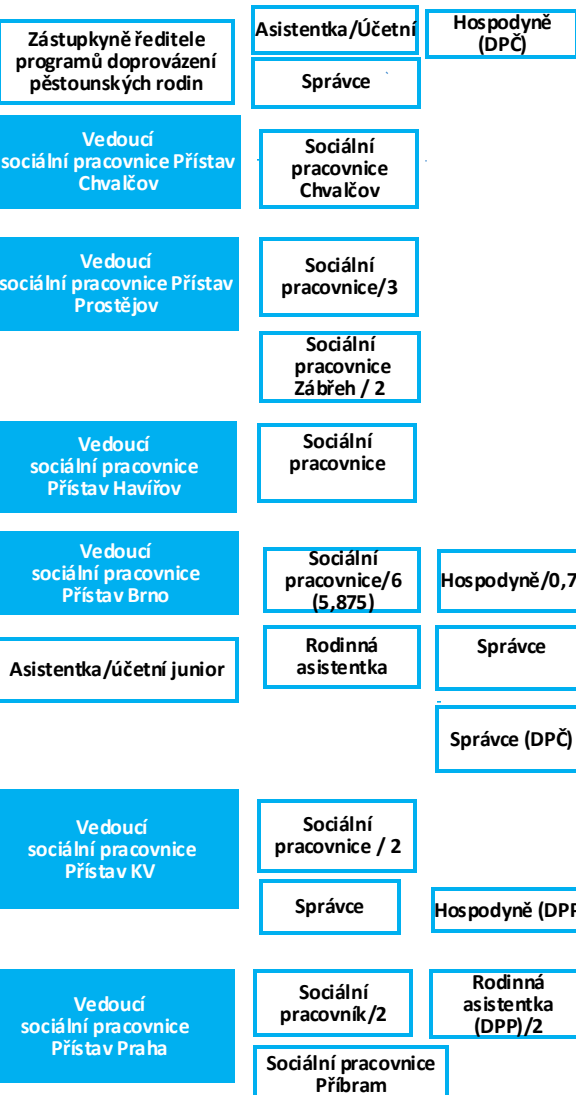 Zástupkyně ředitele
programů doprovázení
pěstounských rodin
Asistentka/Účetní
Hospodyně
(DPČ)
Správce
Vedoucí
sociální pracovnice Přístav
Chvalčov
Sociální
pracovnice
Chvalčov
Vedoucí
sociální pracovnice Přístav
Prostějov
Sociální
pracovnice/3
Sociální
pracovnice
Zábřeh / 2
Vedoucí
sociální pracovnice
Přístav Havířov
Sociální
pracovnice
Vedoucí
sociální pracovnice
Přístav Brno
Sociální
pracovnice/6
(5,875)
Hospodyně/0,7
Asistentka/účetní junior
Rodinná
asistentka
Správce
Správce (DPČ)
Vedoucí
sociální pracovnice
Přístav KV
Sociální
pracovnice / 2
Správce
Hospodyně (DPP
Vedoucí
sociální pracovnice
Přístav Praha
Sociální
pracovník/2
Rodinná
asistentka
(DPP)/2
Sociální pracovnice
Příbram